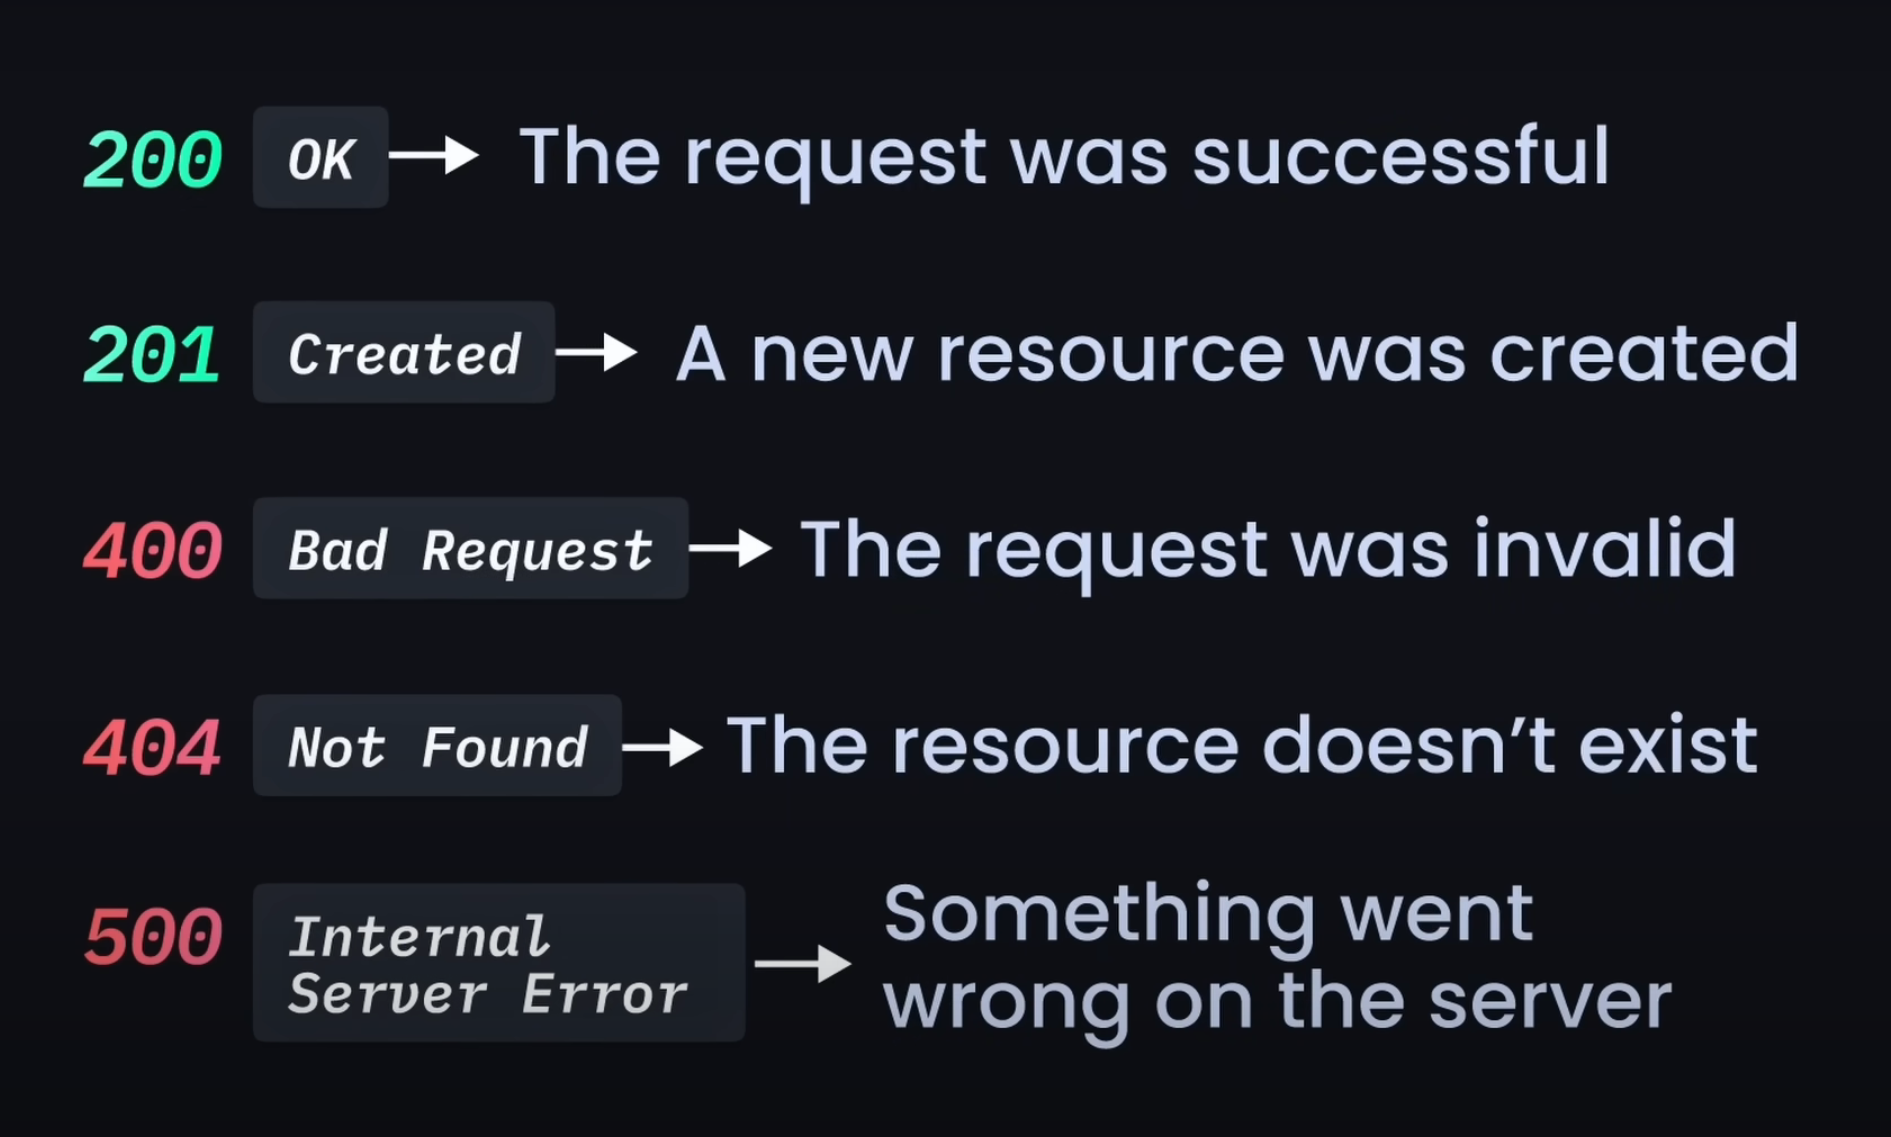 200 OK → The request was successful
201 Created → A new resource was created
400 Bad Request → The request was invalid
404 Not Found → The resource doesn’t exist
500 Internal
Server Error → Something went
wrong on the server